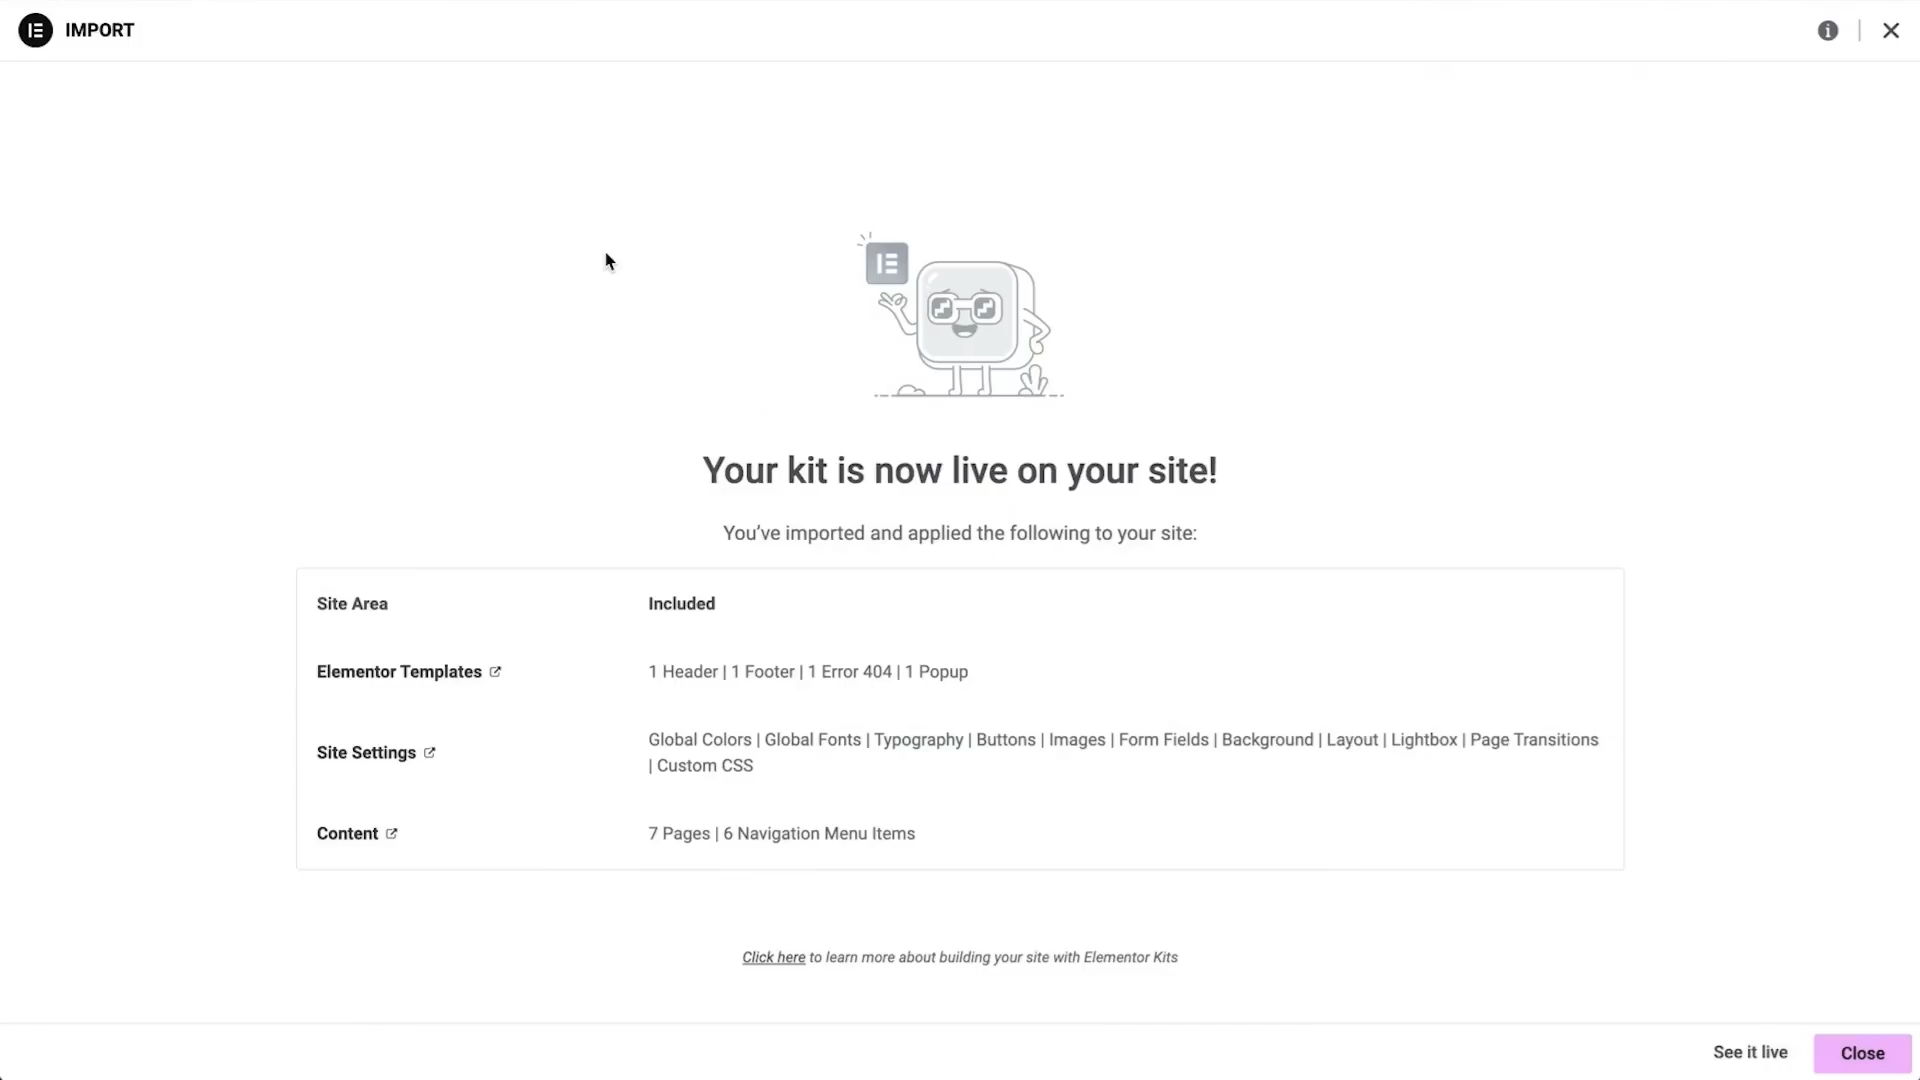 IMPORT
Your kit is now live on your site!
You’ve imported and applied the following to your site:
Site Area Included
Elementor Templates 1 Header | 1 Footer | 1 Error 404 | 1 Popup
Site Settings Global Colors | Global Fonts | Typography | Buttons | Images | Form Fields | Background | Layout | Lightbox | Page Transitions
| Custom CSS
Content 7 Pages | 6 Navigation Menu Items
Click here to learn more about building your site with Elementor Kits
See it live Close